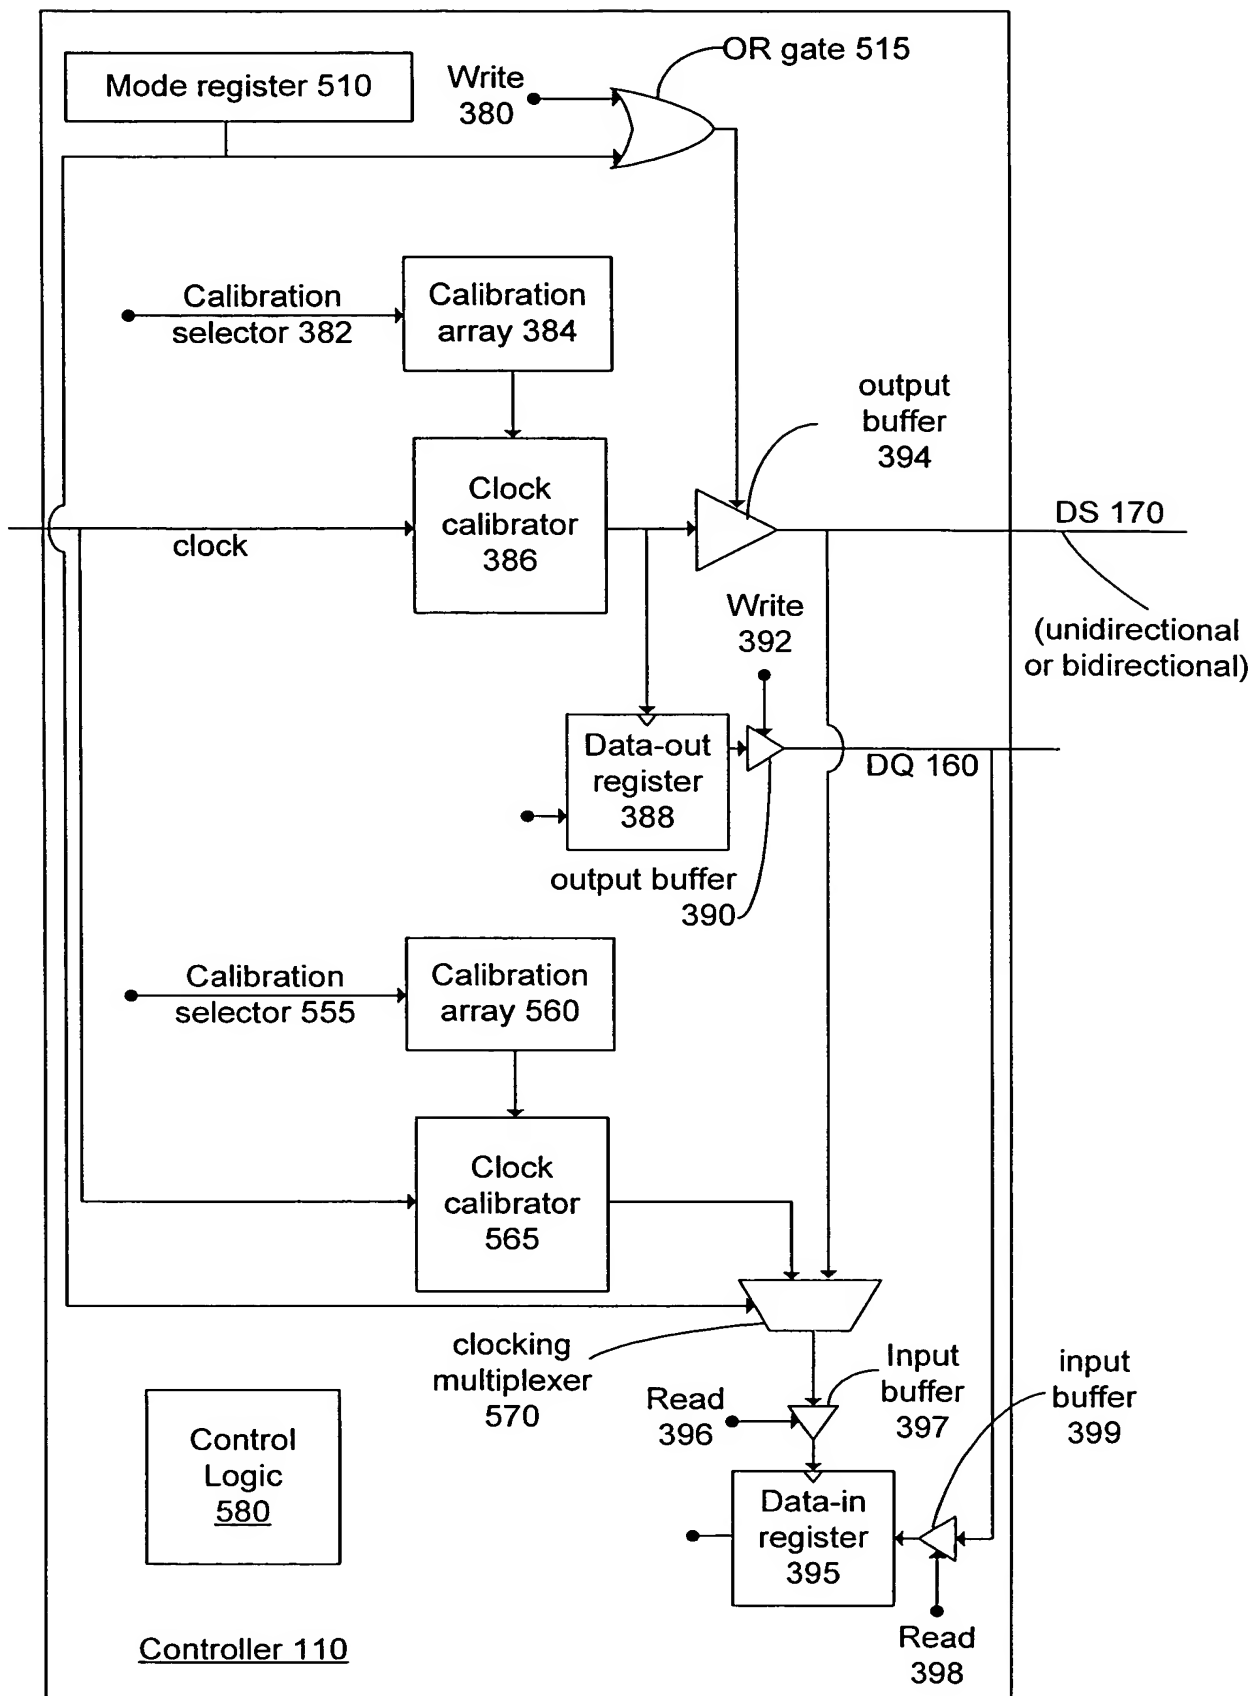 OR gate 515
Mode register 510
Write
380
Calibration
selector 382
Calibration
array 384
output
buffer
394
Clock
calibrator
386
clock
DS 170
(unidirectional
or bidirectional)
Write
392
Data-out
register
388
DQ 160
output buffer
390
Calibration
selector 555
Calibration
array 560
Clock
calibrator
565
clocking
multiplexer
570
Input
buffer
397
input
buffer
399
Read
396
Control
Logic
580
Data-in
register
395
Read
398
Controller 110